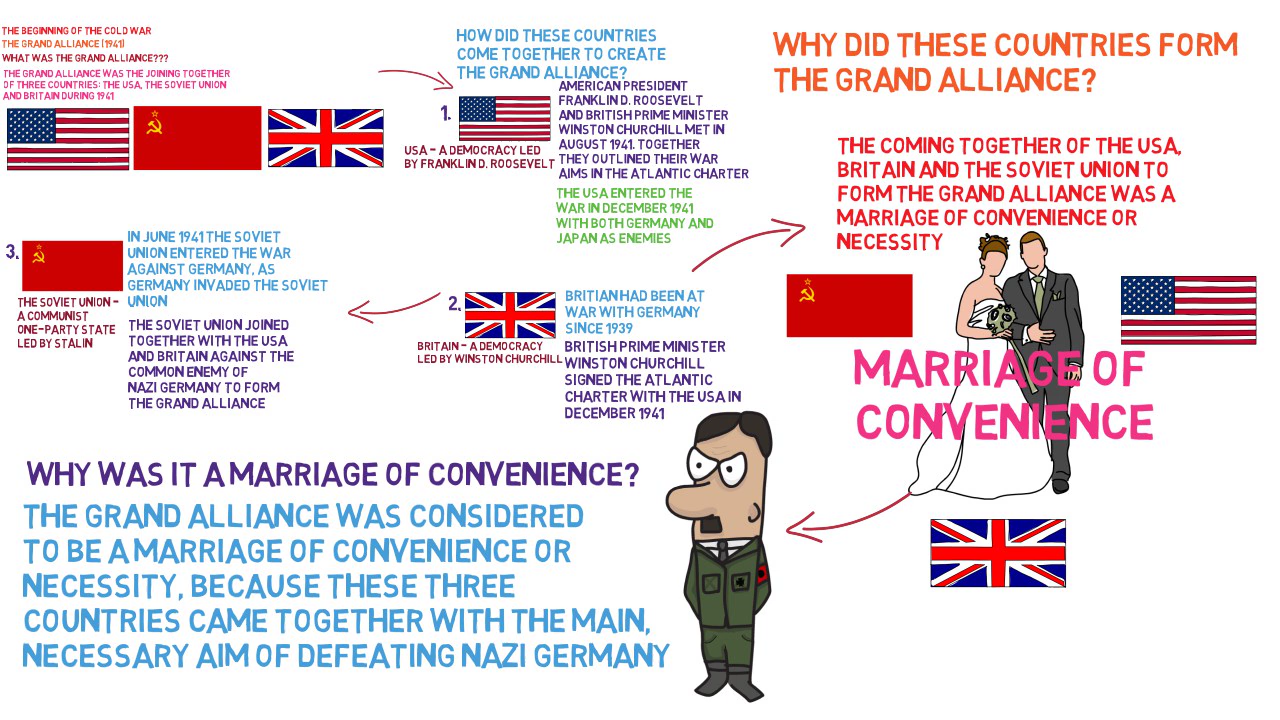 THE BEGINNING OF THE COLD WAR
THE GRAND ALLIANCE (1941)
WHAT WAS THE GRAND ALLIANCE???
THE GRAND ALLIANCE WAS THE JOINING TOGETHER
OF THREE COUNTRIES: THE USA, THE SOVIET UNION
AND BRITAIN DURING 1941
HOW DID THESE COUNTRIES
COME TOGETHER TO CREATE
THE GRAND ALLIANCE?
1.
USA - A DEMOCRACY LED
BY FRANKLIN D. ROOSEVELT
AMERICAN PRESIDENT
FRANKLIN D. ROOSEVELT
AND BRITISH PRIME MINISTER
WINSTON CHURCHILL MET IN
AUGUST 1941. TOGETHER
THEY OUTLINED THEIR WAR
AIMS IN THE ATLANTIC CHARTER
THE USA ENTERED THE
WAR IN DECEMBER 1941
WITH BOTH GERMANY AND
JAPAN AS ENEMIES
2.
BRITAIN - A DEMOCRACY
LED BY WINSTON CHURCHILL
BRITIAN HAD BEEN AT
WAR WITH GERMANY
SINCE 1939
BRITISH PRIME MINISTER
WINSTON CHURCHILL
SIGNED THE ATLANTIC
CHARTER WITH THE USA IN
DECEMBER 1941
3.
THE SOVIET UNION -
A COMMUNIST
ONE-PARTY STATE
LED BY STALIN
IN JUNE 1941 THE SOVIET
UNION ENTERED THE WAR
AGAINST GERMANY, AS
GERMANY INVADED THE SOVIET
UNION
THE SOVIET UNION JOINED
TOGETHER WITH THE USA
AND BRITAIN AGAINST THE
COMMON ENEMY OF
NAZI GERMANY TO FORM
THE GRAND ALLIANCE
WHY DID THESE COUNTRIES FORM
THE GRAND ALLIANCE?
THE COMING TOGETHER OF THE USA,
BRITAIN AND THE SOVIET UNION TO
FORM THE GRAND ALLIANCE WAS A
MARRIAGE OF CONVENIENCE OR
NECESSITY
MARRIAGE OF
CONVENIENCE
WHY WAS IT A MARRIAGE OF CONVENIENCE?
THE GRAND ALLIANCE WAS CONSIDERED
TO BE A MARRIAGE OF CONVENIENCE OR
NECESSITY, BECAUSE THESE THREE
COUNTRIES CAME TOGETHER WITH THE MAIN,
NECESSARY AIM OF DEFEATING NAZI GERMANY